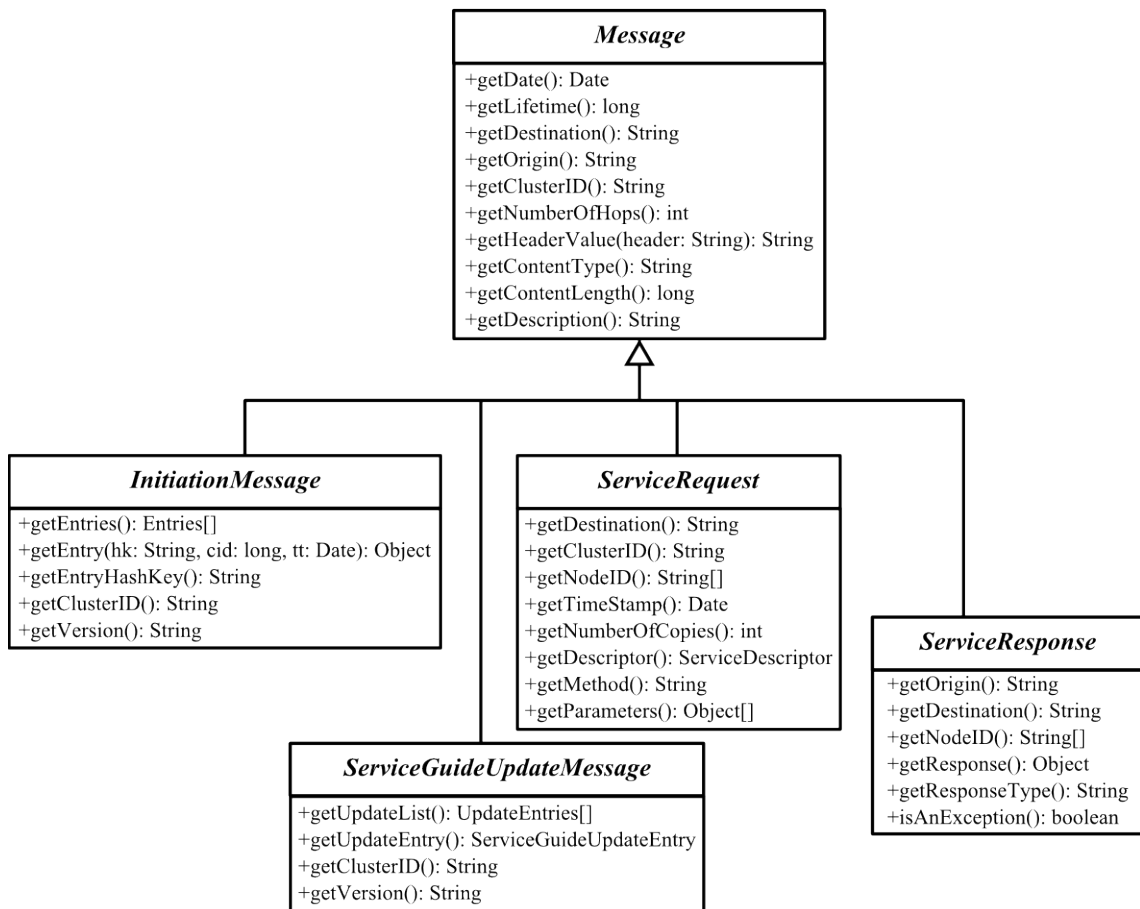 Message
+getDate(): Date
+getLifetime(): long
+getDestination(): String
+getOrigin(): String
+getClusterID(): String
+getNumberOfHops(): int
+getHeaderValue(header: String): String
+getContentType(): String
+getContentLength(): long
+getDescription(): String
InitiationMessage
+getEntries(): Entries[]
+getEntry(hk: String, cid: long, tt: Date): Object
+getEntryHashKey(): String
+getClusterID(): String
+getVersion(): String
ServiceRequest
+getDestination(): String
+getClusterID(): String
+getNodeID(): String[]
+getTimeStamp(): Date
+getNumberOfCopies(): int
+getDescriptor(): ServiceDescriptor
+getMethod(): String
+getParameters(): Object[]
ServiceResponse
+getOrigin(): String
+getDestination(): String
+getNodeID(): String[]
+getResponse(): Object
+getResponseType(): String
+isAnException(): boolean
ServiceGuideUpdateMessage
+getUpdateList(): UpdateEntries[]
+getUpdateEntry(): ServiceGuideUpdateEntry
+getClusterID(): String
+getVersion(): String